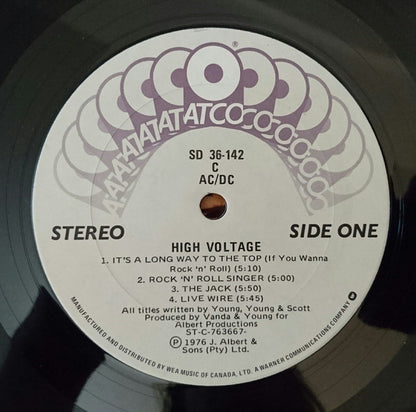 ATATATATATATCOCOCOCOCOCO
®
SD 36-142
C
AC/DC
STEREO
SIDE ONE
HIGH VOLTAGE
1. IT'S A LONG WAY TO THE TOP (If You Wanna
Rock 'n' Roll) (5:10)
2. ROCK 'N' ROLL SINGER (5:00)
3. THE JACK (5:50)
4. LIVE WIRE (5:45)
All titles written by Young, Young & Scott
Produced by Vanda & Young for
Albert Productions
ST-C-763667-
Ⓟ 1976 J. Albert &
Sons (Pty) Ltd.
MANUFACTURED AND DISTRIBUTED BY WEA MUSIC OF CANADA, LTD. A WARNER COMMUNICATIONS COMPANY